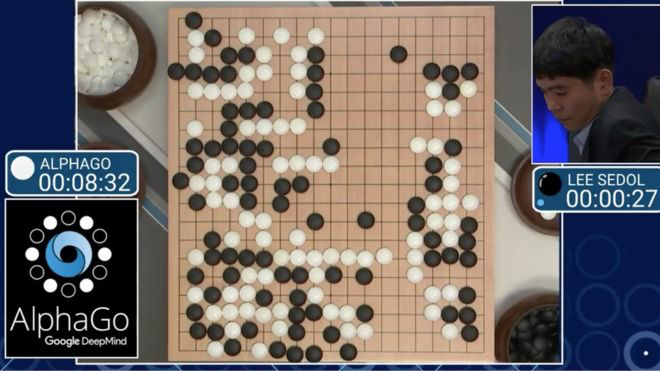 ALPHAGO
00:08:32
LEE SEDOL
00:00:27
AlphaGo
Google DeepMind